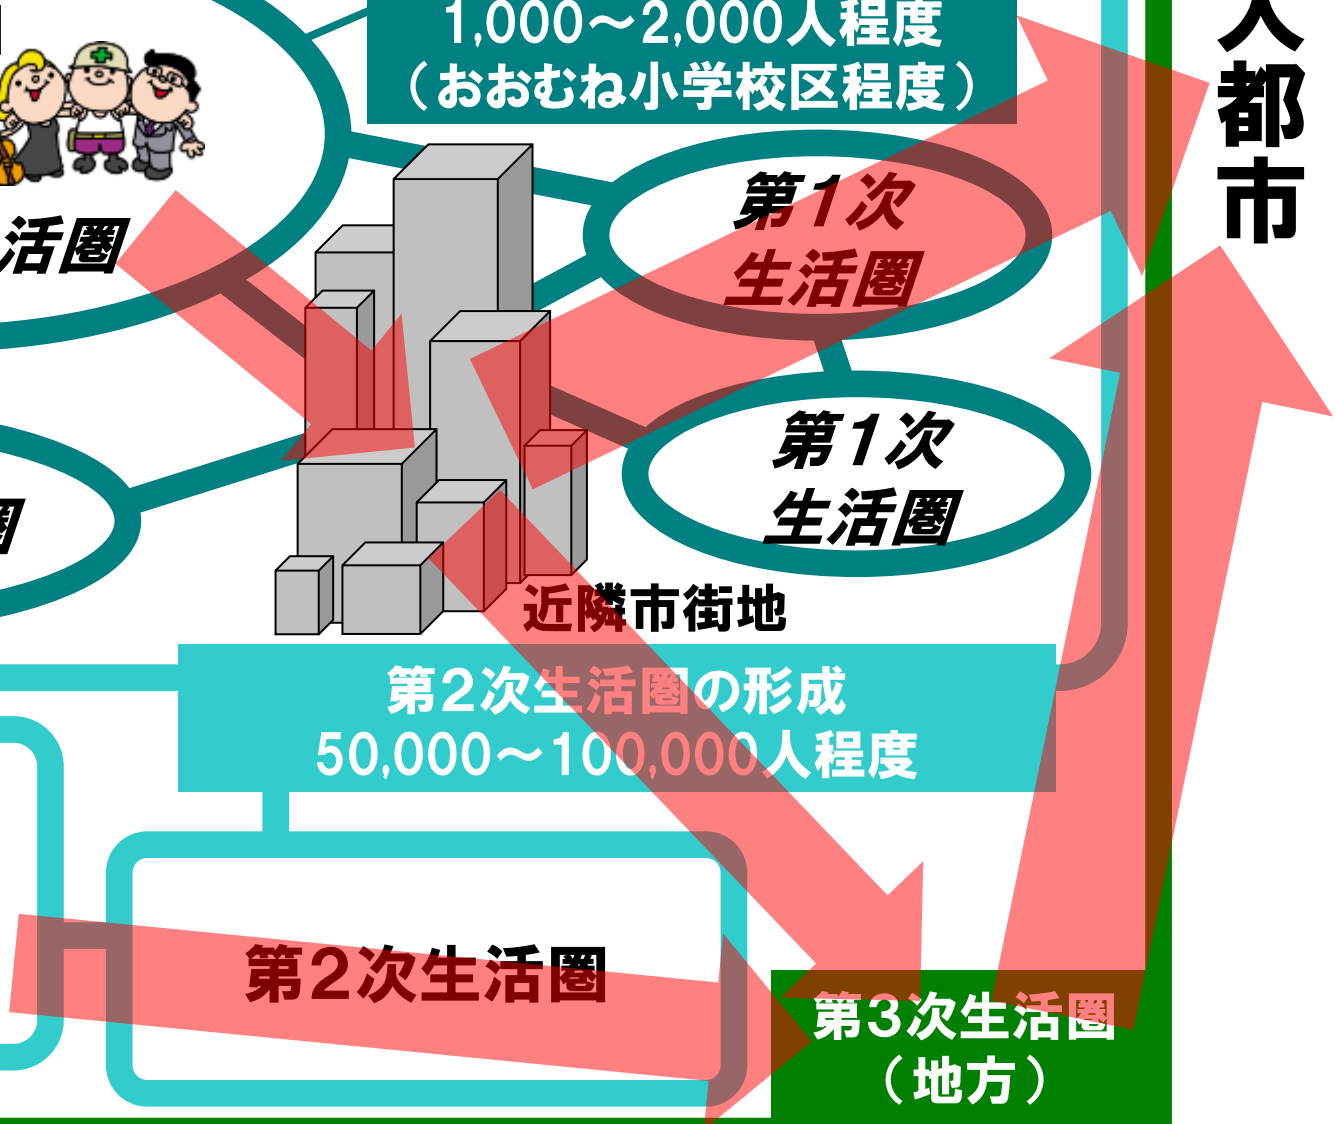 1,000～2,000人程度
（おおむね小学校区程度）
活圏
第１次
生活圏
第１次
生活圏
圏
近隣市街地
第２次生活圏の形成
50,000～100,000人程度
第２次生活圏
第３次生活圏
（地方）
人都市